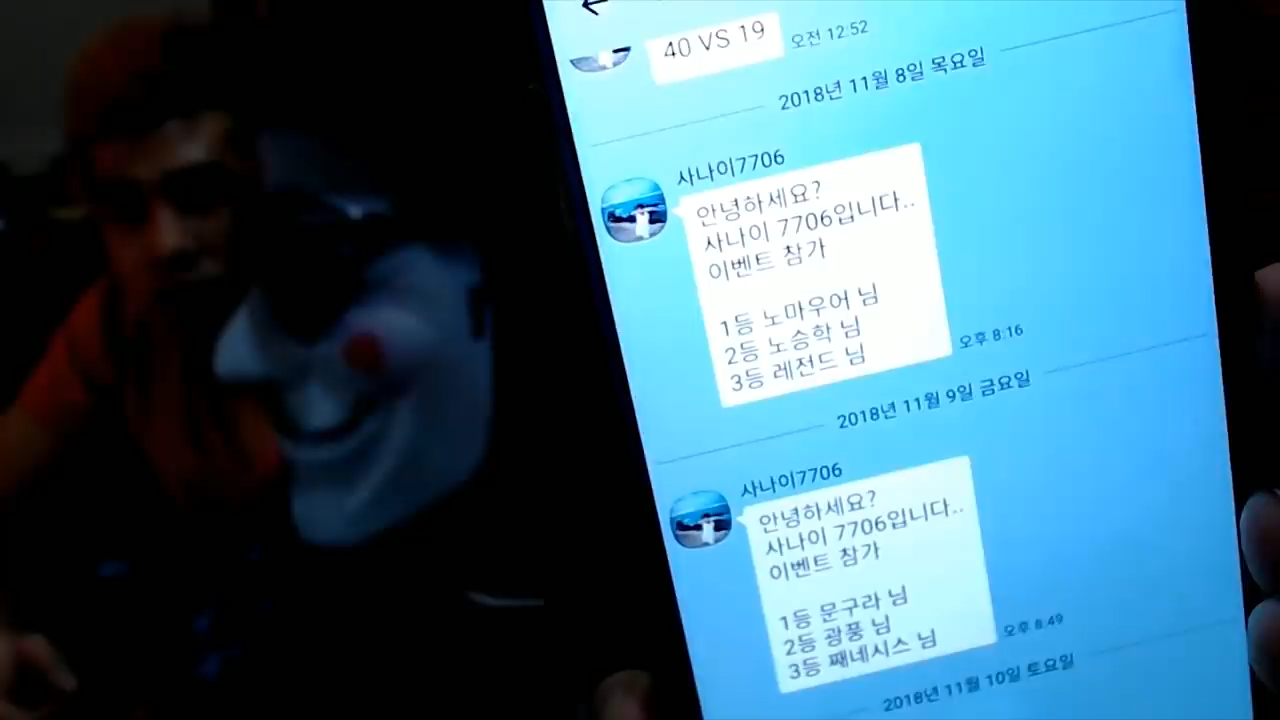 40 VS 19
오전 12:52
2018년 11월 8일 목요일
사나이7706
안녕하세요?
사나이 7706입니다..
이벤트 참가
1등 노마우어 님
2등 노승학 님
3등 레전드 님
오후 8:16
2018년 11월 9일 금요일
사나이7706
안녕하세요?
사나이 7706입니다..
이벤트 참가
1등 문구라 님
2등 광풍 님
3등 째네시스 님
오후 8:49
2018년 11월 10일 토요일